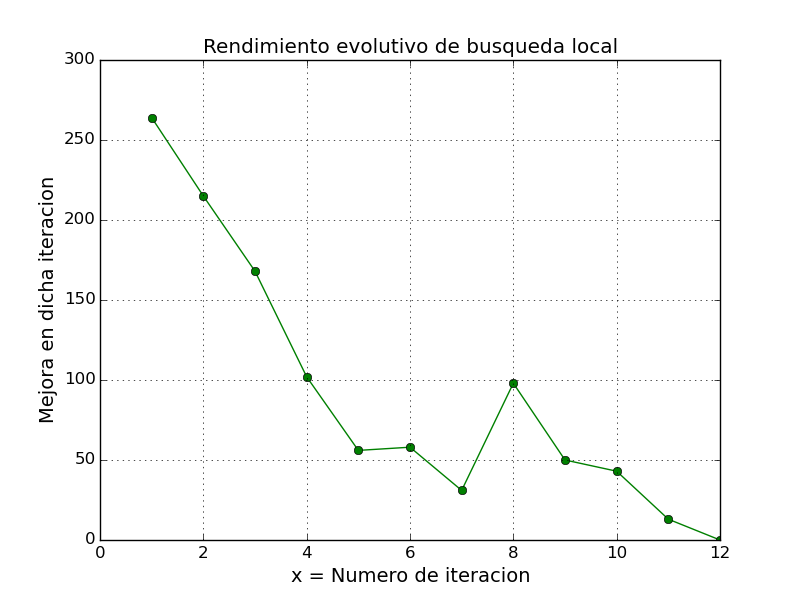 Rendimiento evolutivo de busqueda local
300
250
200
150
100
50
0
Mejora en dicha iteracion
0 2 4 6 8 10 12
x = Numero de iteracion